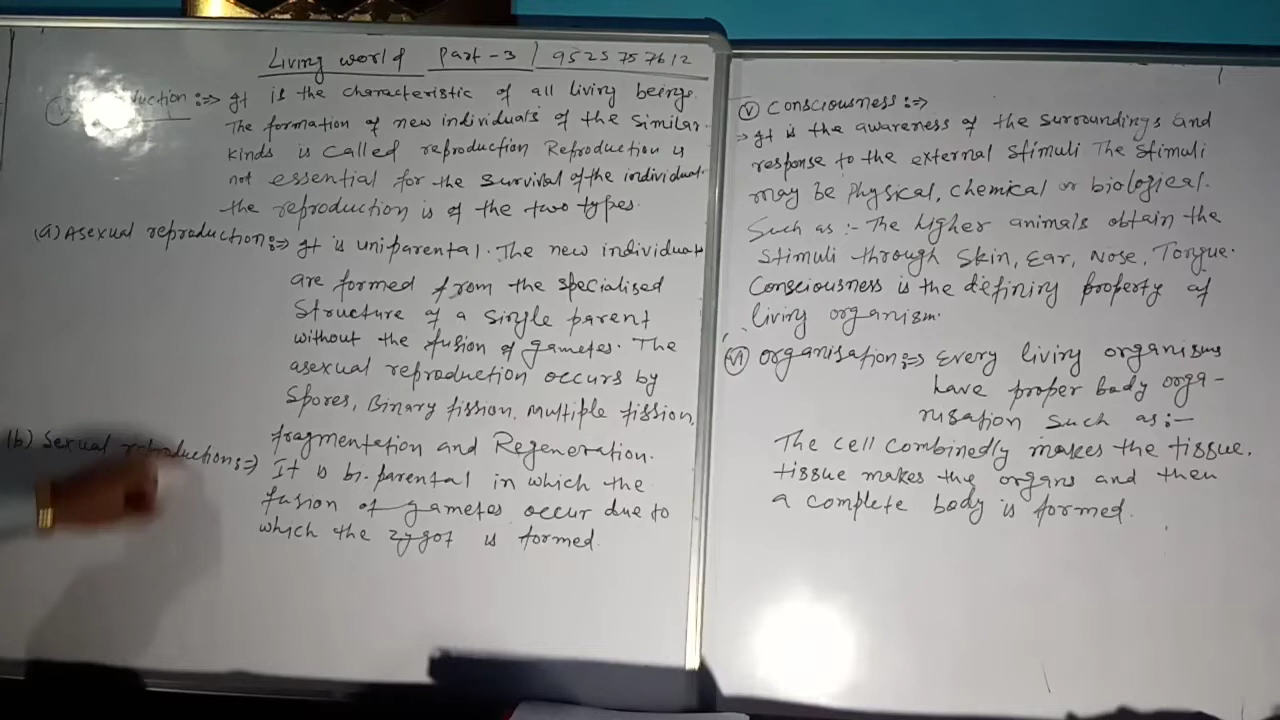 Living world Part-3 / 9525757612
uction :=> It is the characteristic of all living beings.
The formation of new individuals of the similar
kinds is called reproduction Reproduction is
not essential for the survival of the individual.
the reproduction is of the two types.
(a) Asexual reproduction :=> It is uniparental. The new individual
are formed from the specialised
Structure of a single parent
without the fusion of gametes. The
asexual reproduction occurs by
Spores, Binary fission, Multiple fission,
fragmentation and Regeneration.
(b) Sexual reproduction :=> It is bi-parental in which the
fusion of gametes occur due to
which the zygot is formed.
(V) Consciousness :=>
=> It is the awareness of the surroundings and
response to the external stimuli The stimuli
may be physical, chemical or biological.
Such as :- The higher animals obtain the
stimuli through skin, Ear, Nose, Tongue.
Consciousness is the defining property of
living organism.
(VI) Organisation :=> Every living organisms
have proper body orga-
nisation Such as :-
The cell combinedly makes the tissue.
tissue makes the organs and then
a complete body is formed.